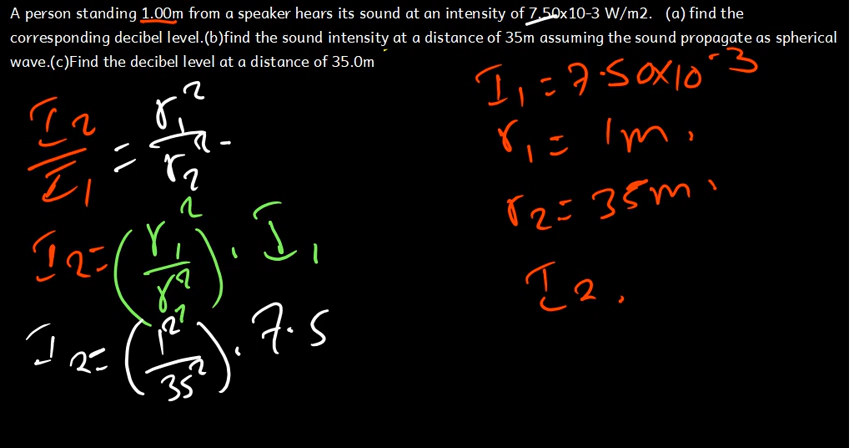 A person standing 1.00m from a speaker hears its sound at an intensity of 7.50x10-3 W/m2. (a) find the
corresponding decibel level.(b)find the sound intensity at a distance of 35m assuming the sound propagate as spherical
wave.(c)Find the decibel level at a distance of 35.0m
I₁ = 7.50x10⁻³
r₁ = 1m.
r₂ = 35m.
I₂.
I₂/I₁ = r₁²/r₂² -
I₂ = (r₁²/r₂²) . I₁
I₂ = (1²/35²) . 7.5